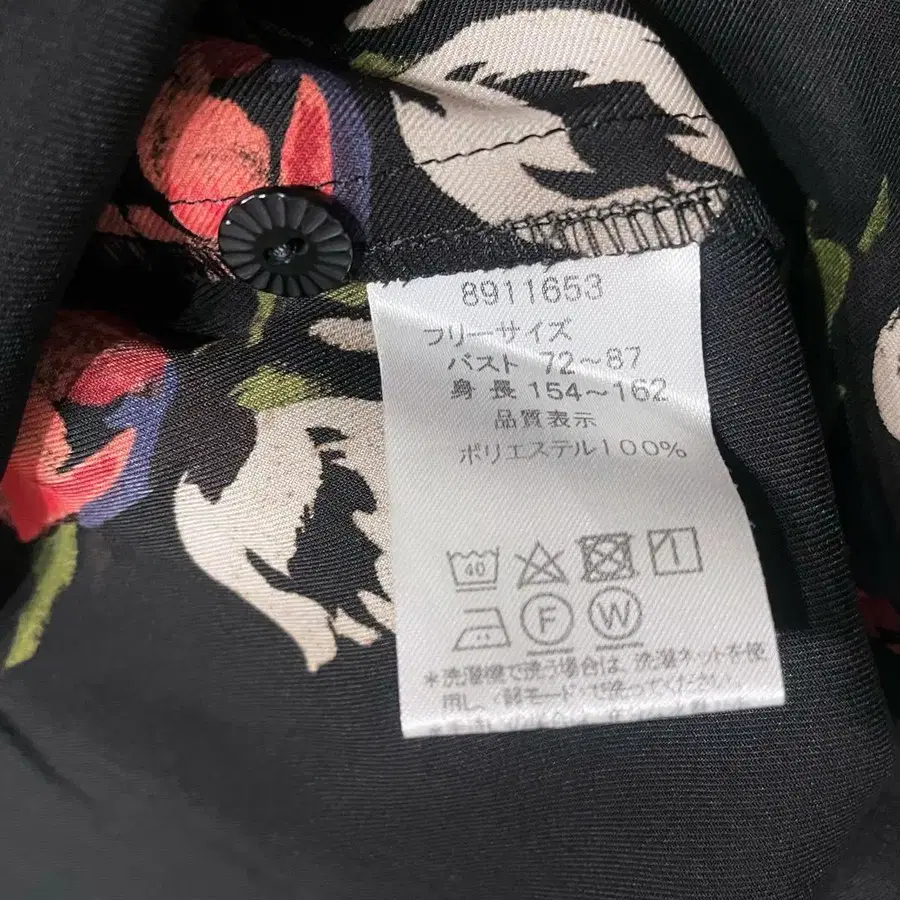 8911653
フリーサイズ
バスト 72～87
身長 154～162
品質表示
ポリエステル100%
40
F W
*洗濯機で洗う場合は、洗濯ネットを使
用し、弱モードで洗ってください